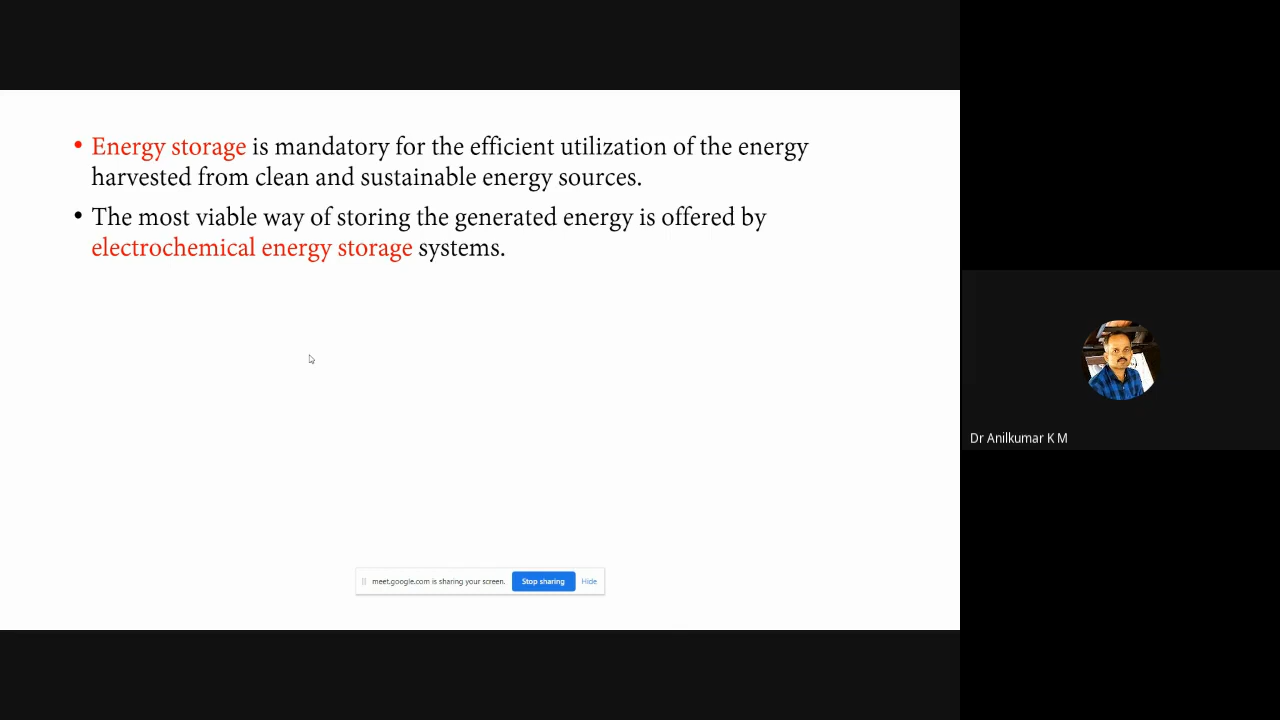 • Energy storage is mandatory for the efficient utilization of the energy
harvested from clean and sustainable energy sources.
• The most viable way of storing the generated energy is offered by
electrochemical energy storage systems.
Dr Anilkumar K M
meet.google.com is sharing your screen. Stop sharing Hide